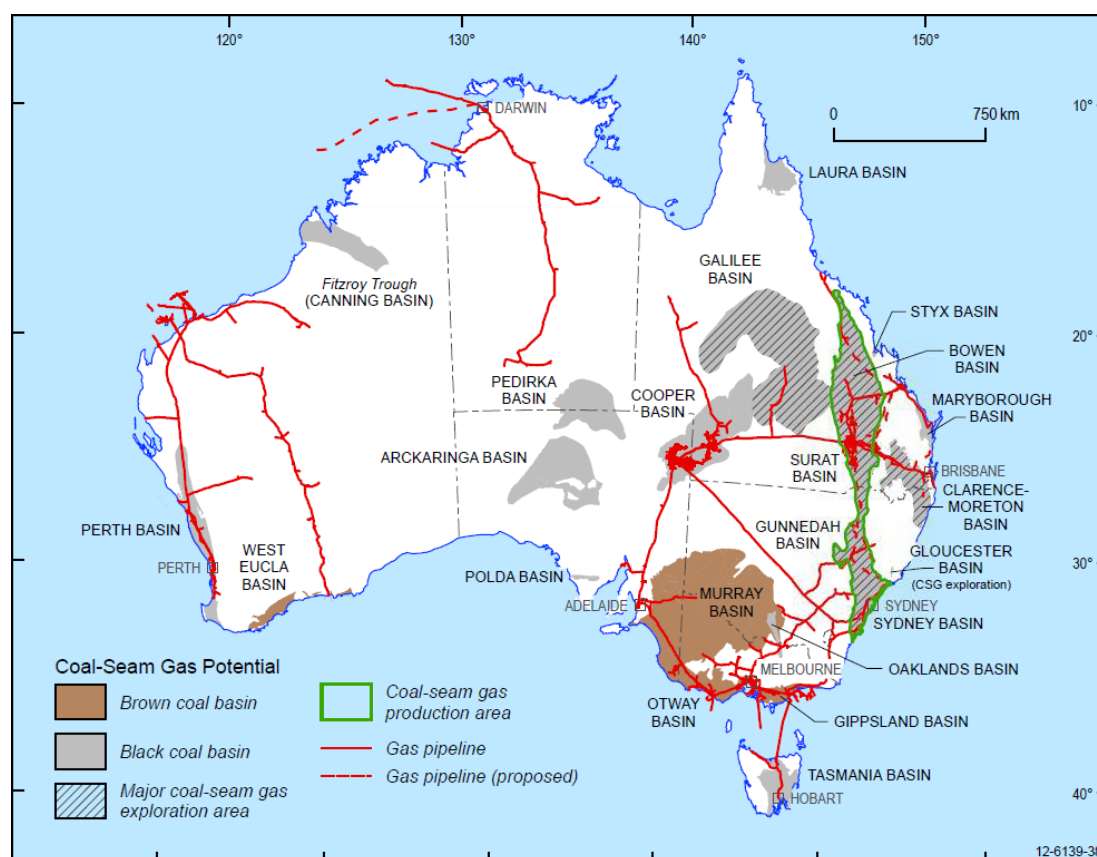 120°
130°
140°
150°
10°
20°
30°
40°
DARWIN
0
750 km
LAURA BASIN
GALILEE
BASIN
Fitzroy Trough
(CANNING BASIN)
STYX BASIN
BOWEN
BASIN
PEDIRKA
BASIN
COOPER
BASIN
MARYBOROUGH
BASIN
ARCKARINGA BASIN
SURAT
BASIN
BRISBANE
CLARENCE-
MORETON
BASIN
PERTH BASIN
GUNNEDAH
BASIN
WEST
EUCLA
BASIN
GLOUCESTER
BASIN
(CSG exploration)
PERTH
POLDA BASIN
ADELAIDE
MURRAY
BASIN
SYDNEY
SYDNEY BASIN
MELBOURNE
OAKLANDS BASIN
OTWAY
BASIN
GIPPSLAND BASIN
TASMANIA BASIN
HOBART
Coal-Seam Gas Potential
Brown coal basin
Black coal basin
Major coal-seam gas
exploration area
Coal-seam gas
production area
Gas pipeline
Gas pipeline (proposed)
12-6139-38